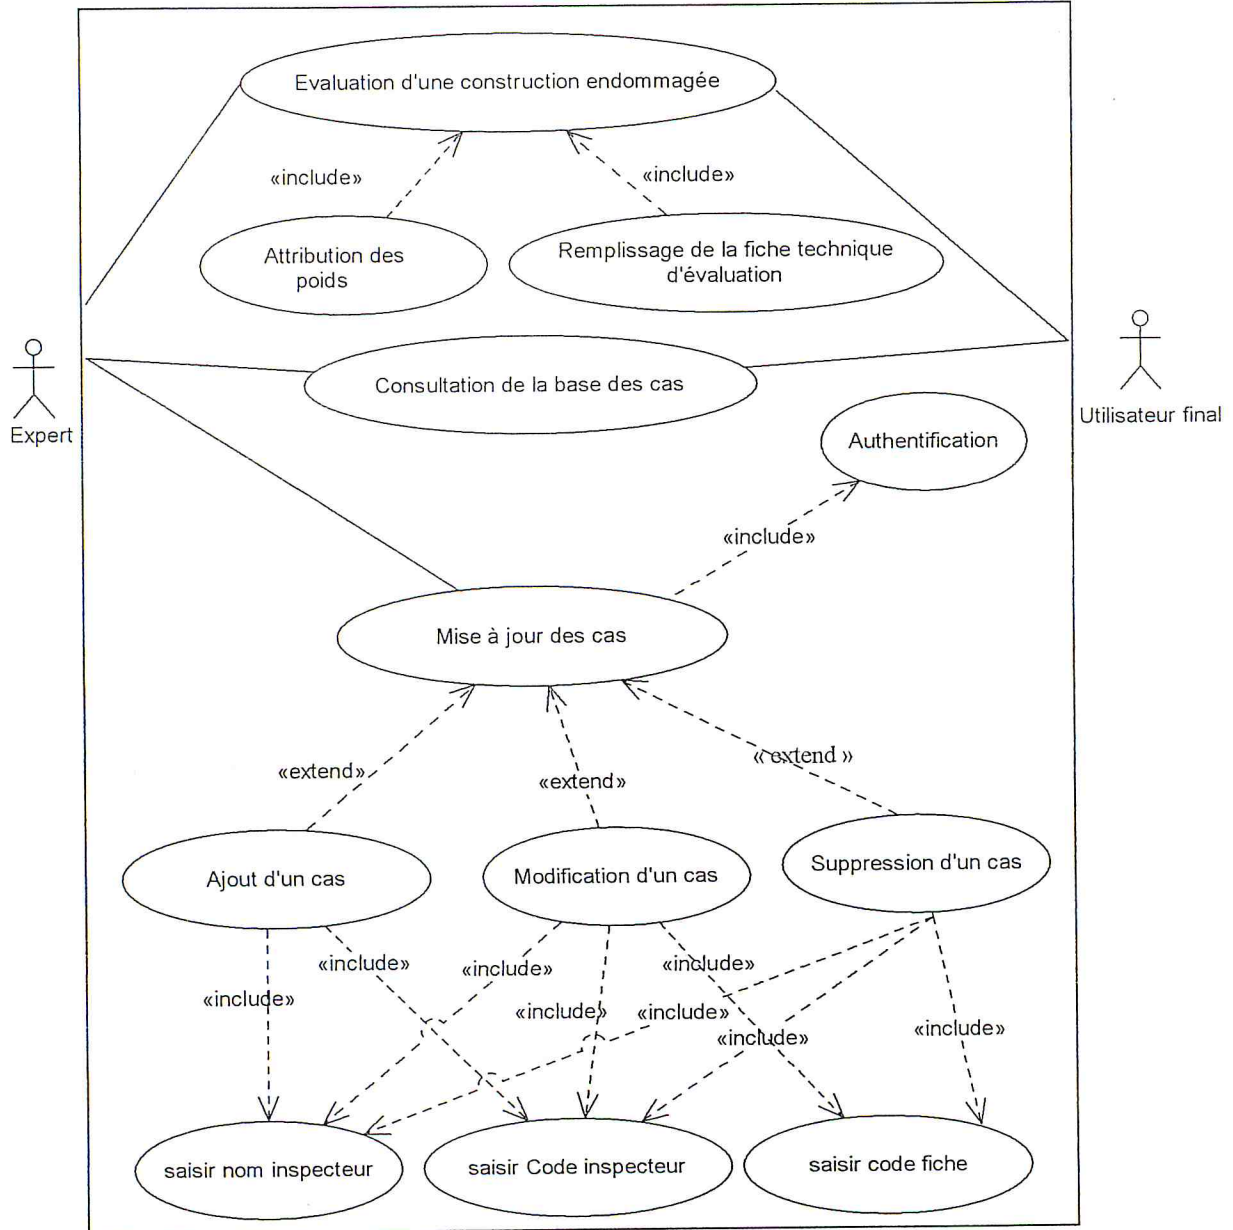 Evaluation d'une construction endommagée
«include»
«include»
Attribution des
poids
Remplissage de la fiche technique
d'évaluation
Consultation de la base des cas
Expert
Utilisateur final
Authentification
«include»
Mise à jour des cas
«extend»
«extend»
« extend »
Ajout d'un cas
Modification d'un cas
Suppression d'un cas
«include»
«include»
«include»
«include»
«include»
«include»
«include»
«include»
saisir nom inspecteur
saisir Code inspecteur
saisir code fiche